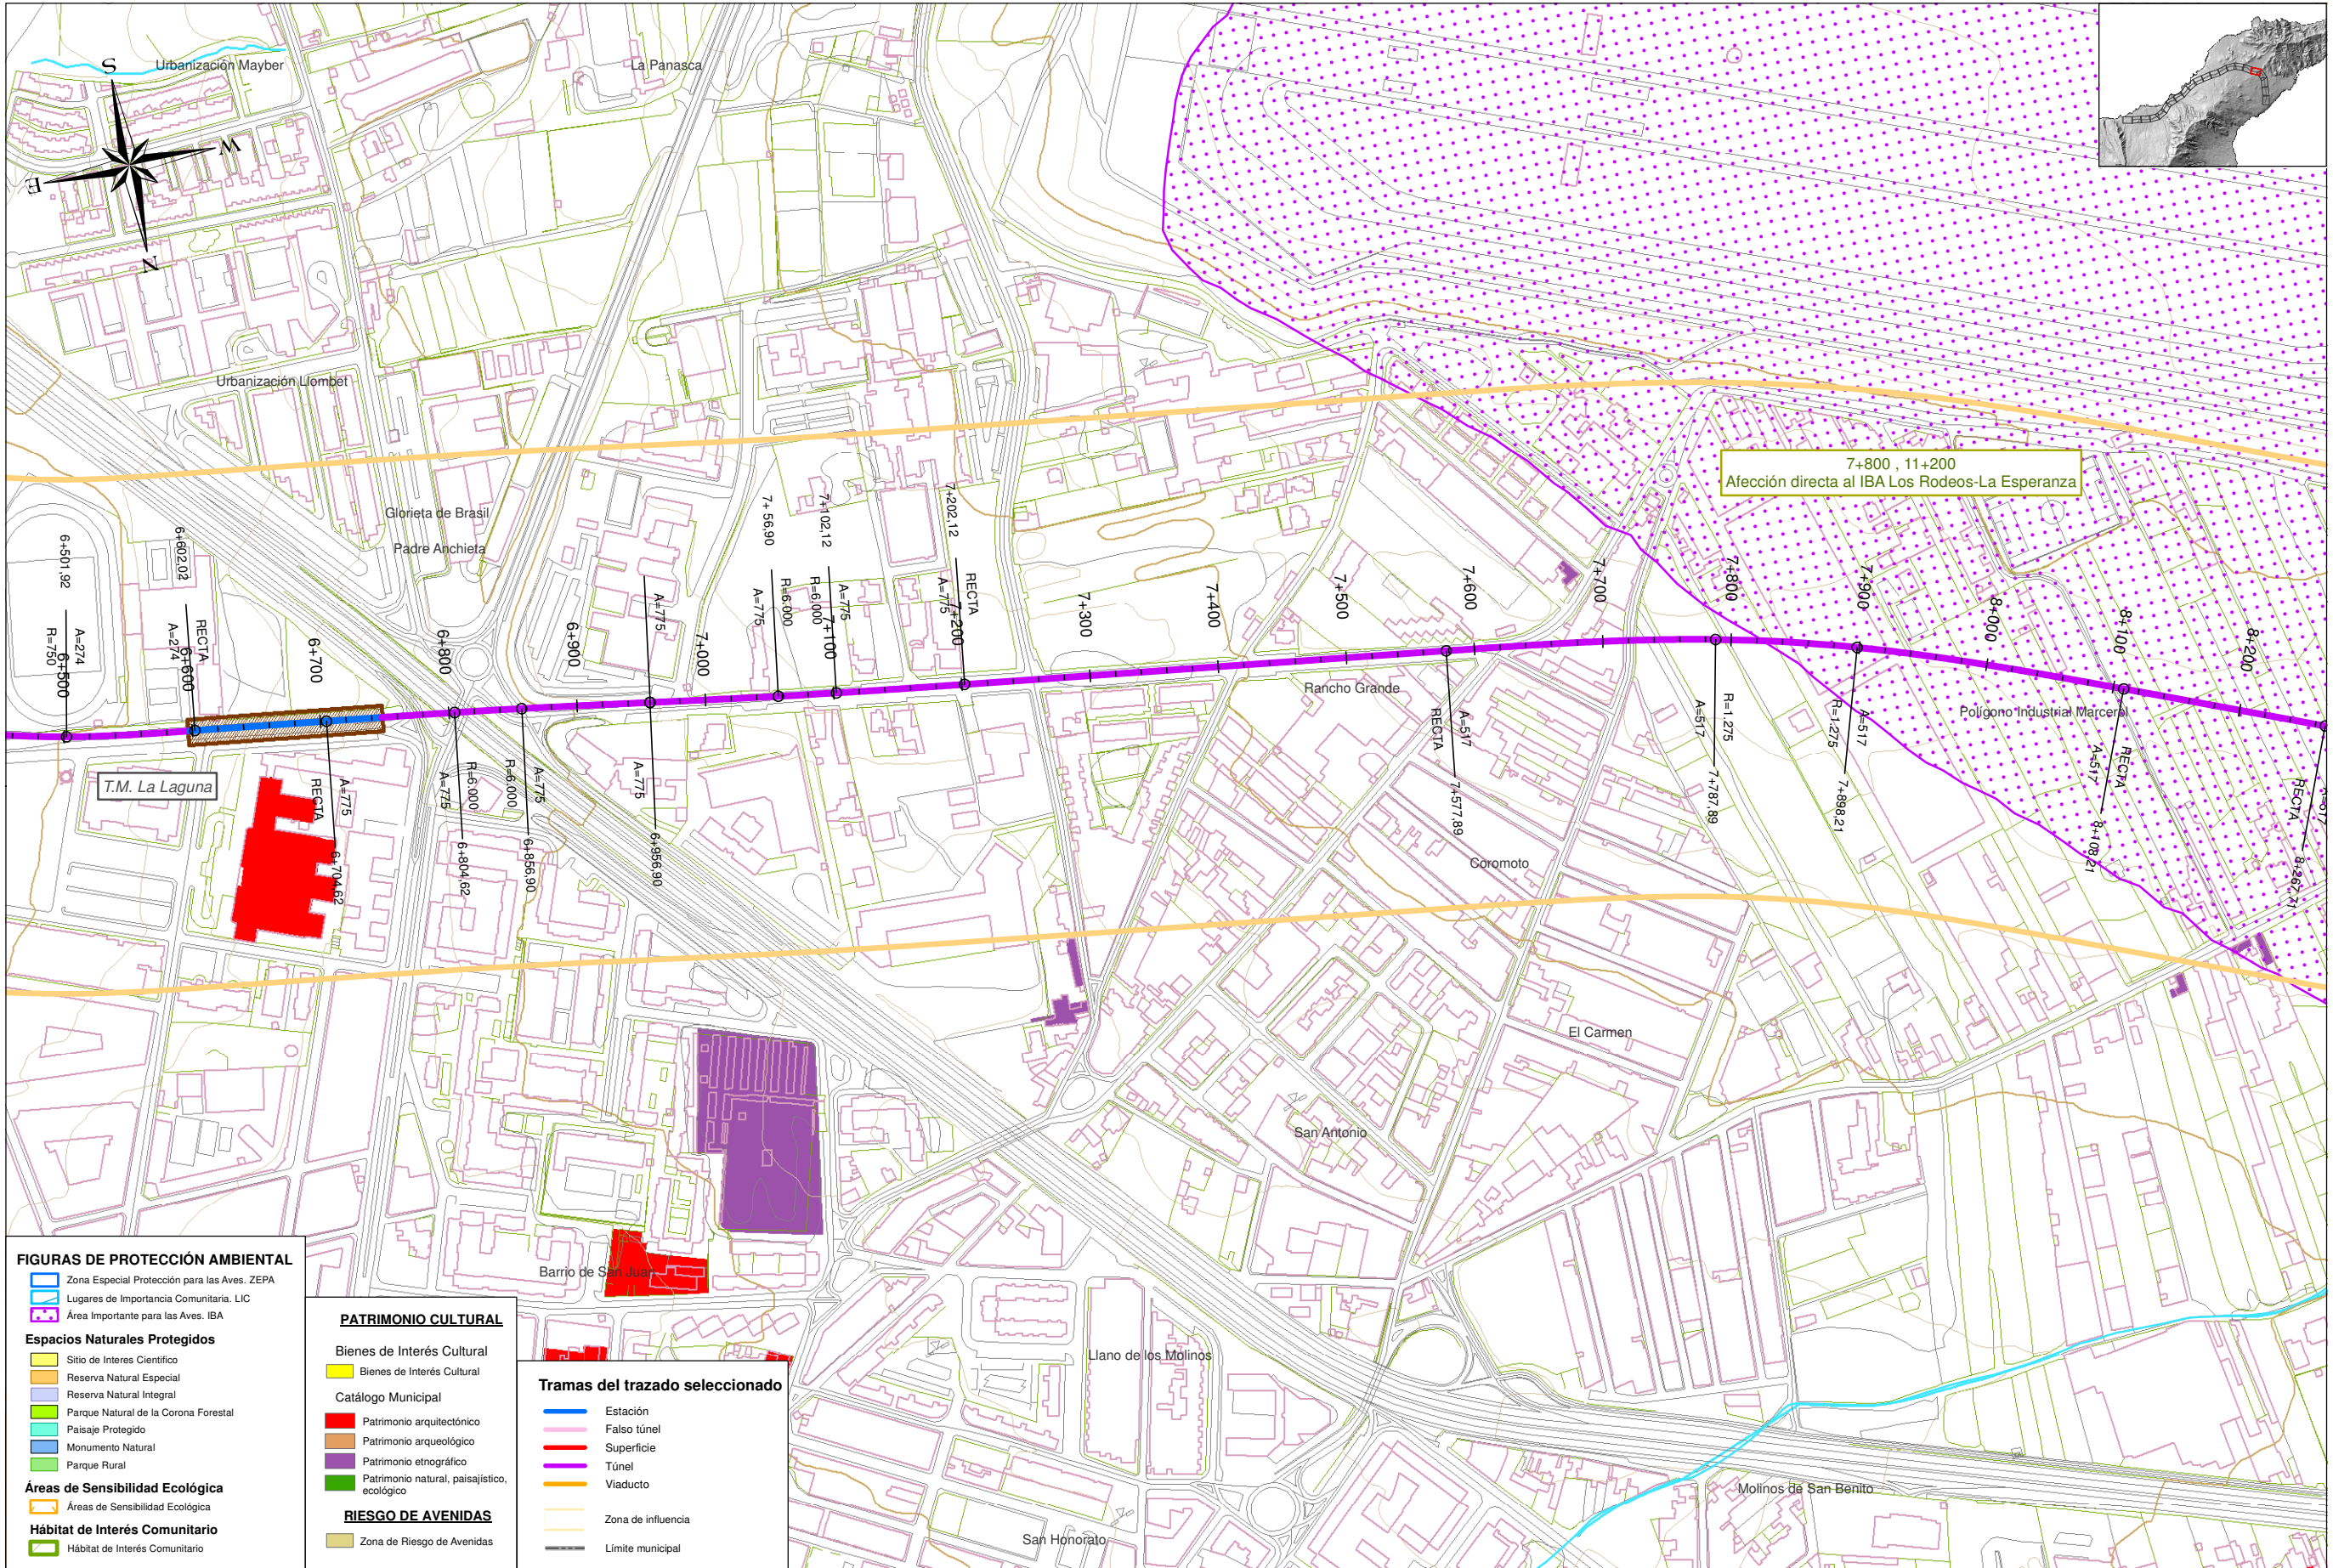 Urbanización Mayber
La Panasca
S
W
E
N
Urbanización Llombet
Glorieta de Brasil
Padre Anchieta
7+800 , 11+200
Afección directa al IBA Los Rodeos-La Esperanza
6+501,92
A=274
R=750
6+500
6+602,02
RECTA
A=274
6+600
6+700
RECTA
A=775
6+704,62
6+800
A=775
R=6.000
6+804,62
R=6.000
A=775
6+856,90
6+900
A=775
A=775
6+956,90
7+000
7+ 56,90
A=775
R=6.000
7+102,12
R=6.000
A=775
7+100
7+202,12
A=775
RECTA
7+200
7+300
7+400
7+500
7+600
RECTA
A=517
7+577,89
7+700
7+800
A=517
R=1.275
7+787,89
7+900
R=1.275
A=517
7+898,21
8+000
8+100
A=517
RECTA
8+108,21
8+200
RECTA
8+267,71
Rancho Grande
Polígono Industrial Marcerol
T.M. La Laguna
Coromoto
El Carmen
San Antonio
Barrio de San Juan
Llano de los Molinos
Molinos de San Benito
San Honorato
FIGURAS DE PROTECCIÓN AMBIENTAL
Zona Especial Protección para las Aves. ZEPA
Lugares de Importancia Comunitaria. LIC
Área Importante para las Aves. IBA
Espacios Naturales Protegidos
Sitio de Interes Cientifico
Reserva Natural Especial
Reserva Natural Integral
Parque Natural de la Corona Forestal
Paisaje Protegido
Monumento Natural
Parque Rural
Áreas de Sensibilidad Ecológica
Áreas de Sensibilidad Ecológica
Hábitat de Interés Comunitario
Hábitat de Interés Comunitario
PATRIMONIO CULTURAL
Bienes de Interés Cultural
Bienes de Interés Cultural
Catálogo Municipal
Patrimonio arquitectónico
Patrimonio arqueológico
Patrimonio etnográfico
Patrimonio natural, paisajístico,
ecológico
RIESGO DE AVENIDAS
Zona de Riesgo de Avenidas
Tramas del trazado seleccionado
Estación
Falso túnel
Superficie
Túnel
Viaducto
Zona de influencia
Límite municipal